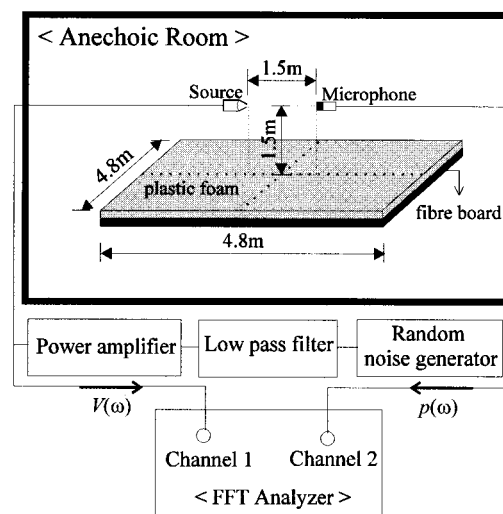 < Anechoic Room >
1.5m
Source
Microphone
1.5m
4.8m
plastic foam
fibre board
4.8m
Power amplifier
Low pass filter
Random
noise generator
V(ω)
p(ω)
Channel 1
Channel 2
< FFT Analyzer >